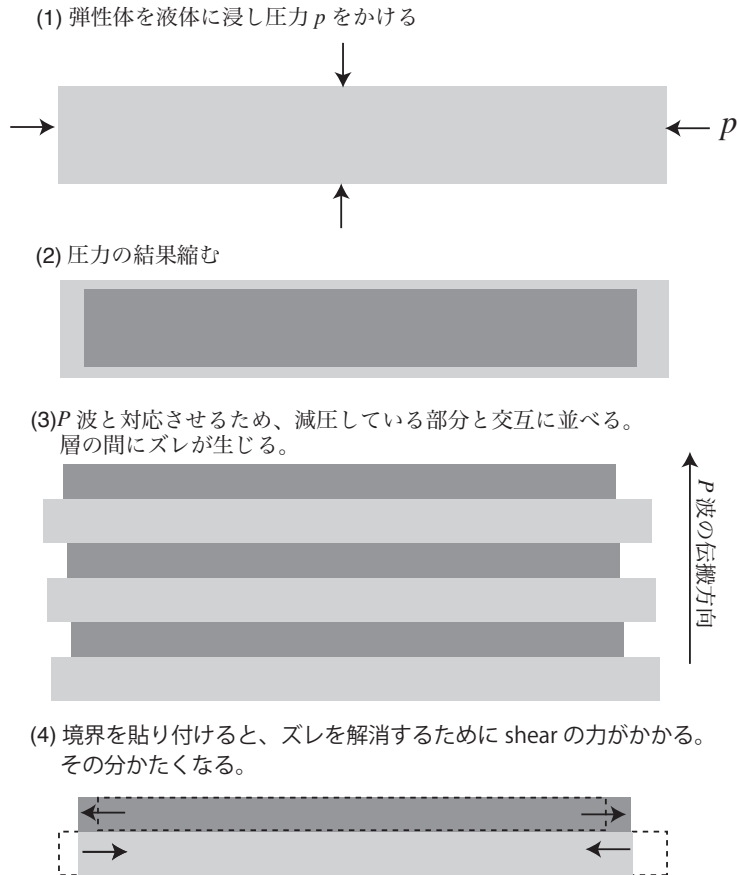 (1) 弾性体を液体に浸し圧力 p をかける
p
(2) 圧力の結果縮む
(3)P 波と対応させるため、減圧している部分と交互に並べる。
層の間にズレが生じる。
P 波の伝搬方向
(4) 境界を貼り付けると、ズレを解消するために shear の力がかかる。
その分かたくなる。